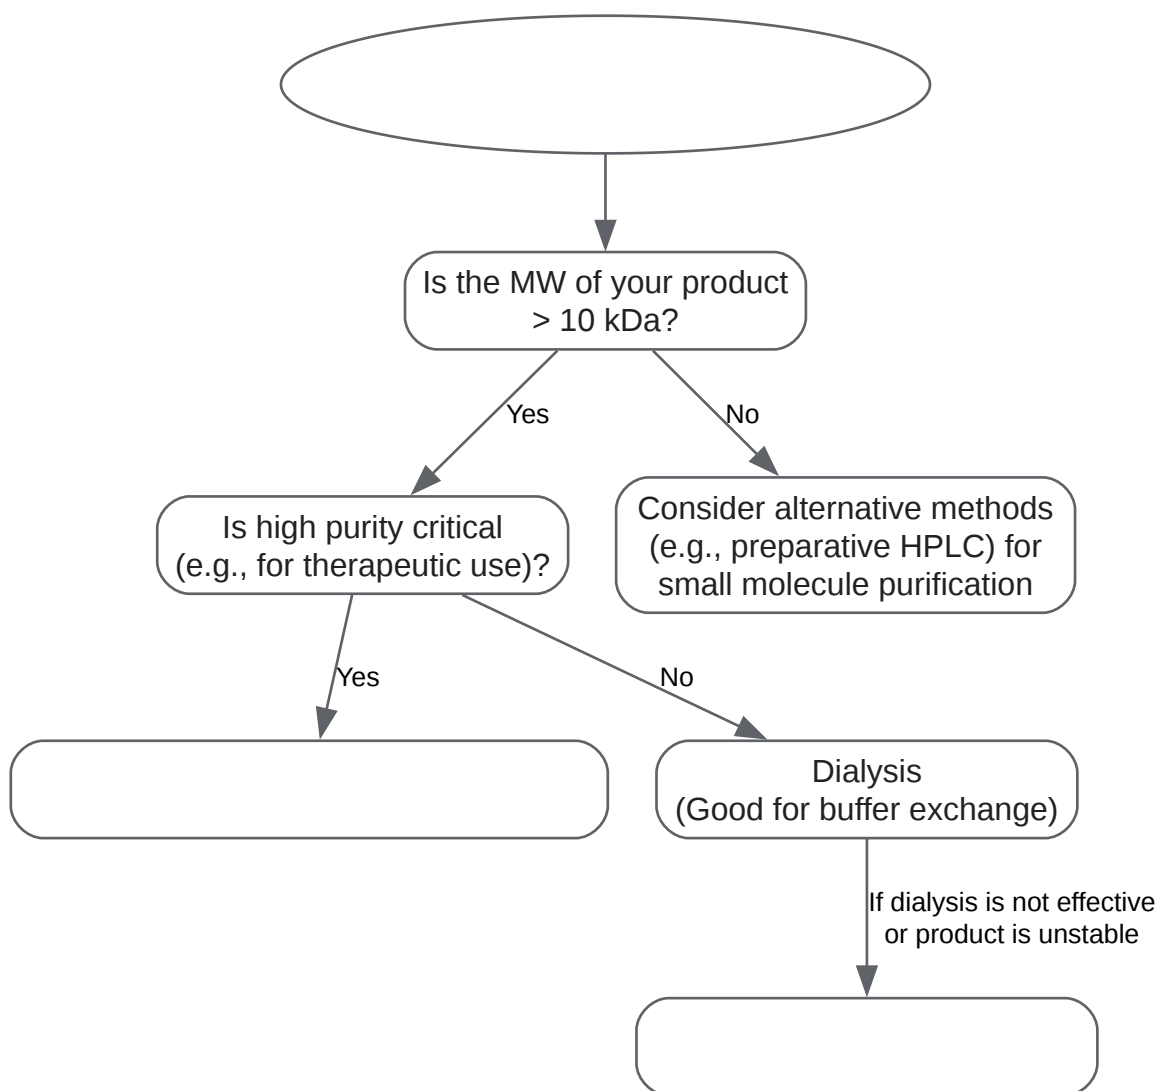 Is the MW of your product
> 10 kDa?
Yes
No
Is high purity critical
(e.g., for therapeutic use)?
Consider alternative methods
(e.g., preparative HPLC) for
small molecule purification
Yes
No
Dialysis
(Good for buffer exchange)
If dialysis is not effective
or product is unstable